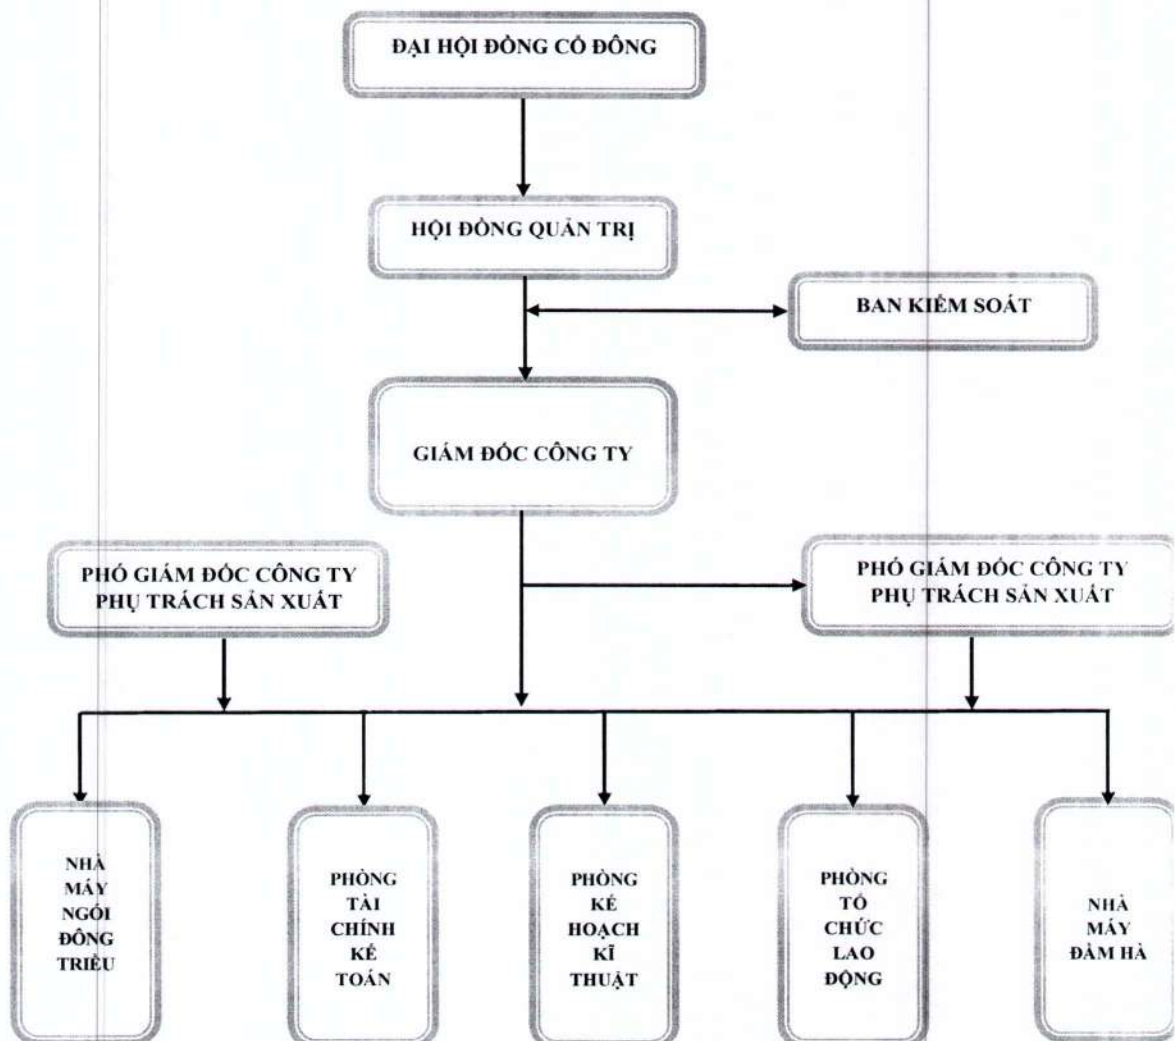 ĐẠI HỘI ĐỒNG CỔ ĐÔNG
HỘI ĐỒNG QUẢN TRỊ
BAN KIỂM SOÁT
GIÁM ĐỐC CÔNG TY
PHÓ GIÁM ĐỐC CÔNG TY
PHỤ TRÁCH SẢN XUẤT
PHÓ GIÁM ĐỐC CÔNG TY
PHỤ TRÁCH SẢN XUẤT
NHÀ
MÁY
NGÓI
ĐÔNG
TRIỀU
PHÒNG
TÀI
CHÍNH
KẾ
TOÁN
PHÒNG
KẾ
HOẠCH
KĨ
THUẬT
PHÒNG
TỔ
CHỨC
LAO
ĐỘNG
NHÀ
MÁY
ĐẦM HÀ